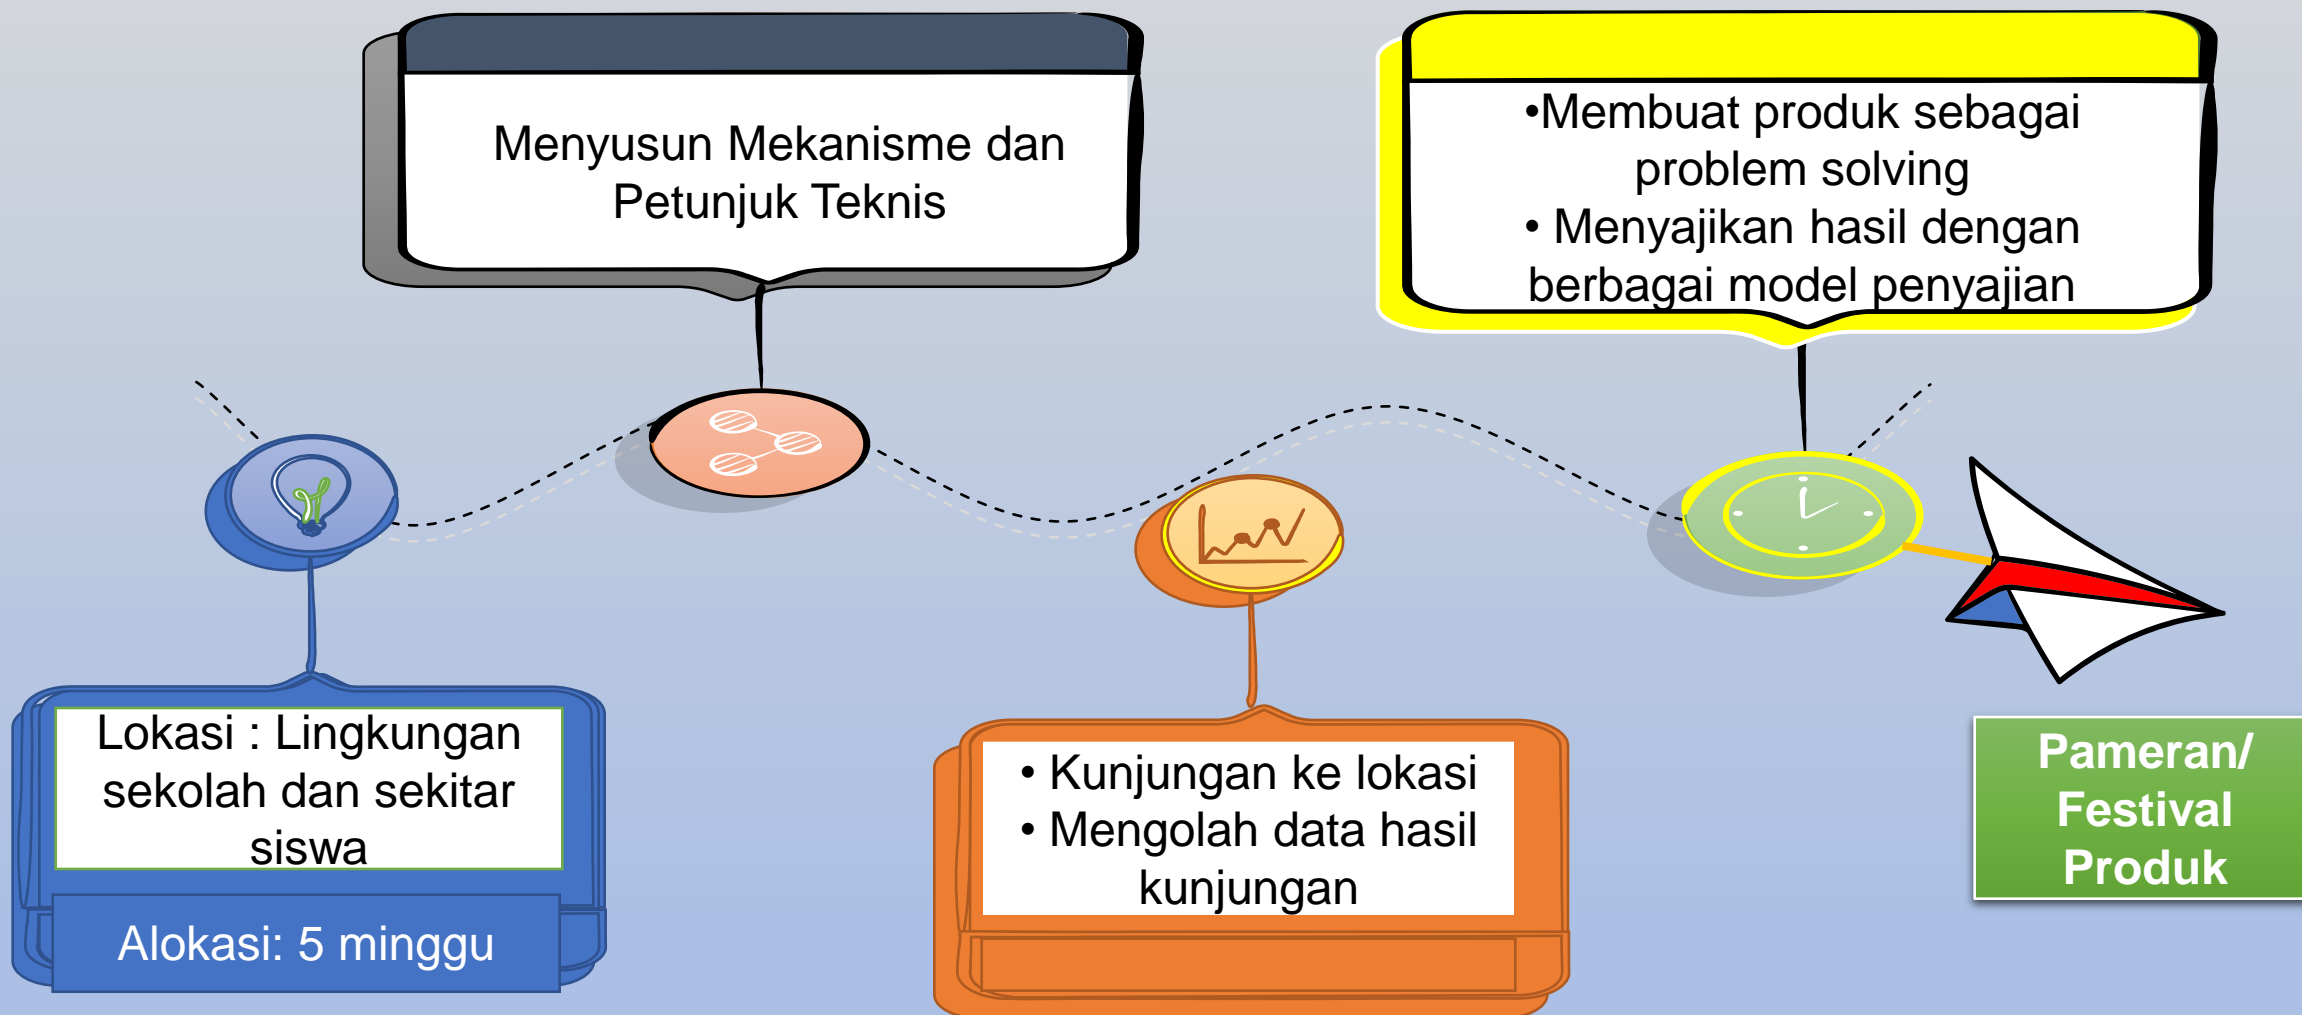 Menyusun Mekanisme dan
Petunjuk Teknis
•Membuat produk sebagai
problem solving
• Menyajikan hasil dengan
berbagai model penyajian
Lokasi : Lingkungan
sekolah dan sekitar
siswa
Alokasi: 5 minggu
• Kunjungan ke lokasi
• Mengolah data hasil
kunjungan
Pameran/
Festival
Produk